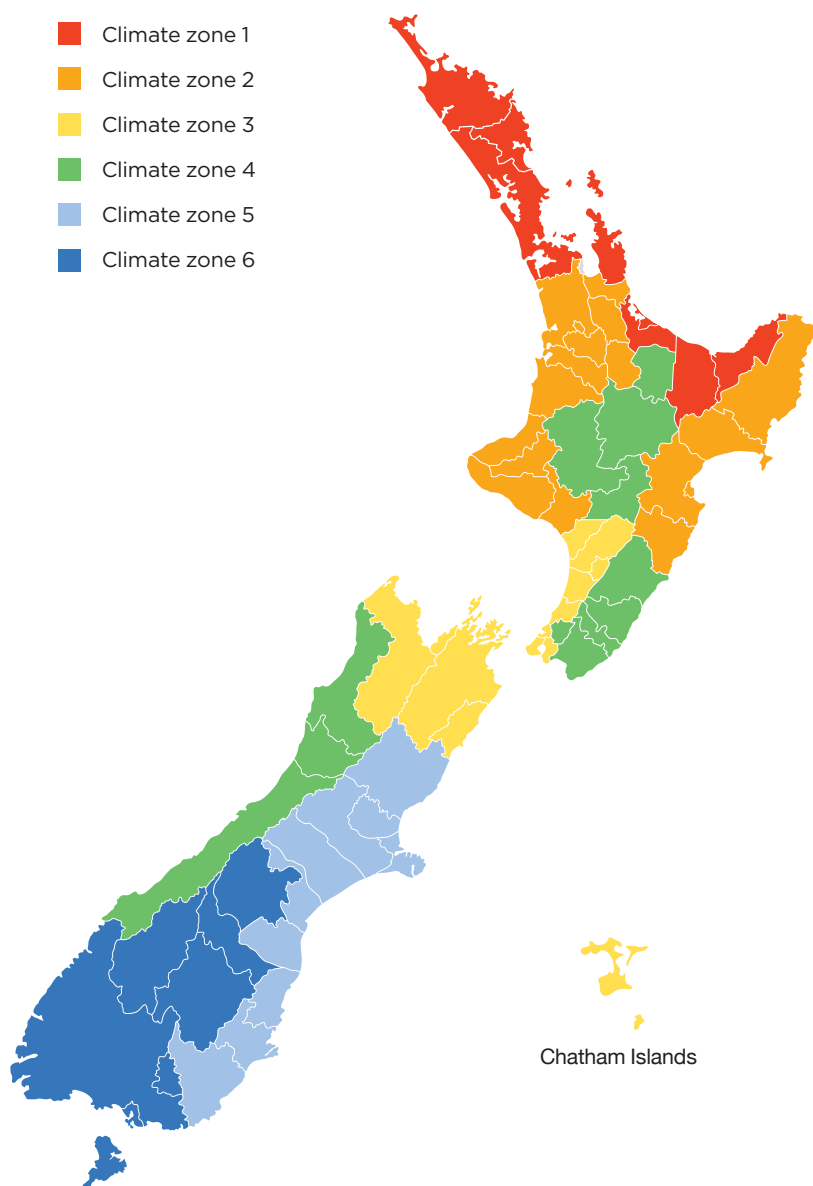 Climate zone 1
Climate zone 2
Climate zone 3
Climate zone 4
Climate zone 5
Climate zone 6
Chatham Islands